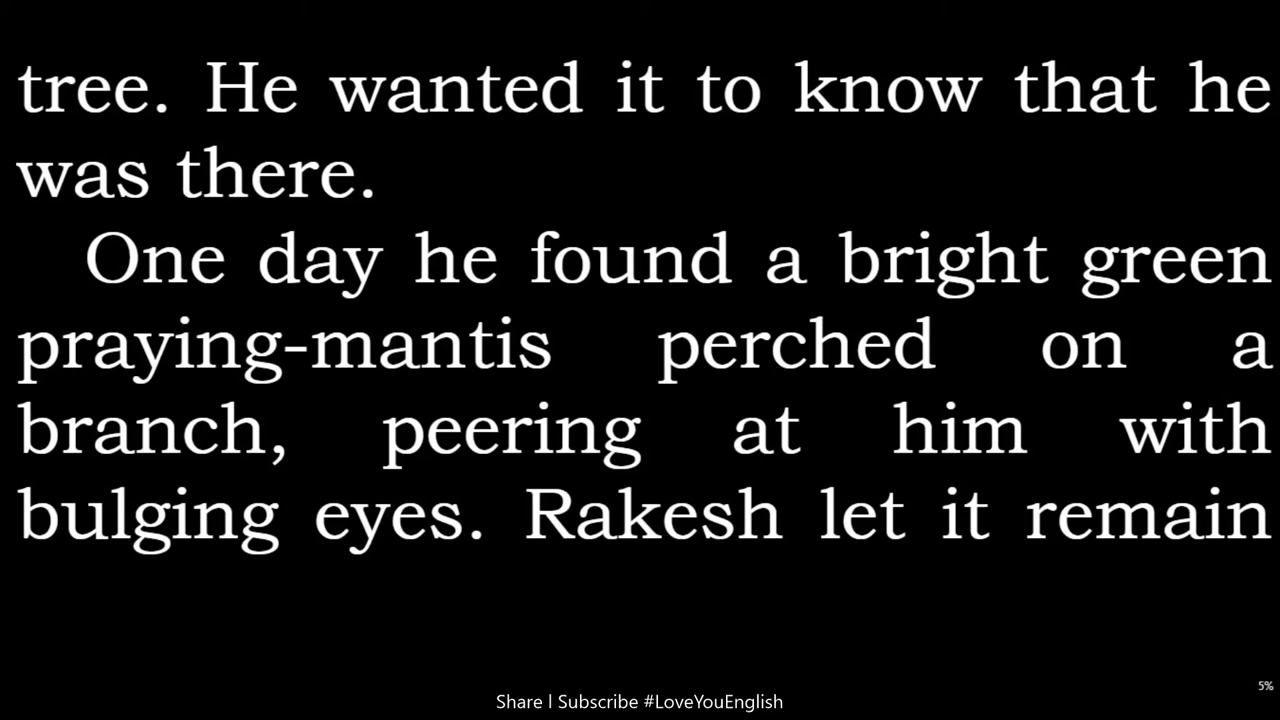 tree. He wanted it to know that he
was there.
One day he found a bright green
praying-mantis perched on a
branch, peering at him with
bulging eyes. Rakesh let it remain
5%
Share | Subscribe #LoveYouEnglish